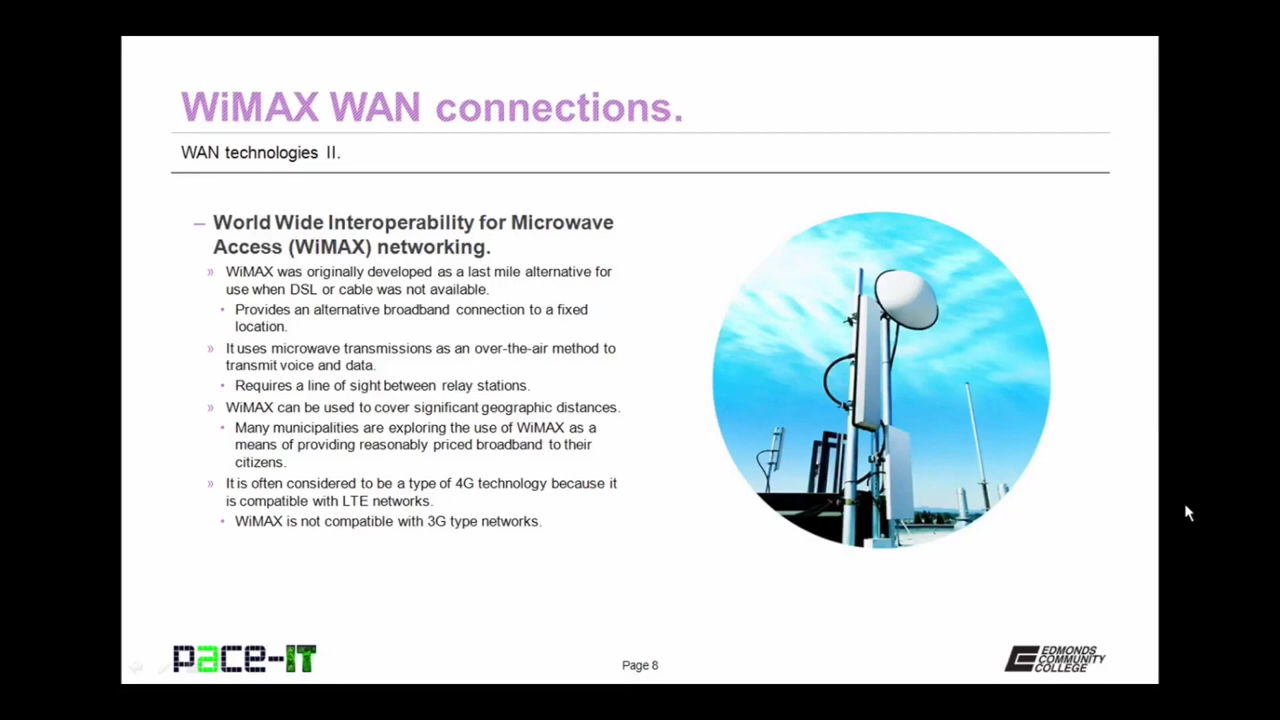 WiMAX WAN connections.
WAN technologies II.
– World Wide Interoperability for Microwave
Access (WiMAX) networking.
» WiMAX was originally developed as a last mile alternative for
use when DSL or cable was not available.
• Provides an alternative broadband connection to a fixed
location.
» It uses microwave transmissions as an over-the-air method to
transmit voice and data.
• Requires a line of sight between relay stations.
» WiMAX can be used to cover significant geographic distances.
• Many municipalities are exploring the use of WiMAX as a
means of providing reasonably priced broadband to their
citizens.
» It is often considered to be a type of 4G technology because it
is compatible with LTE networks.
• WiMAX is not compatible with 3G type networks.
pace-IT
Page 8
EDMONDS
COMMUNITY
COLLEGE